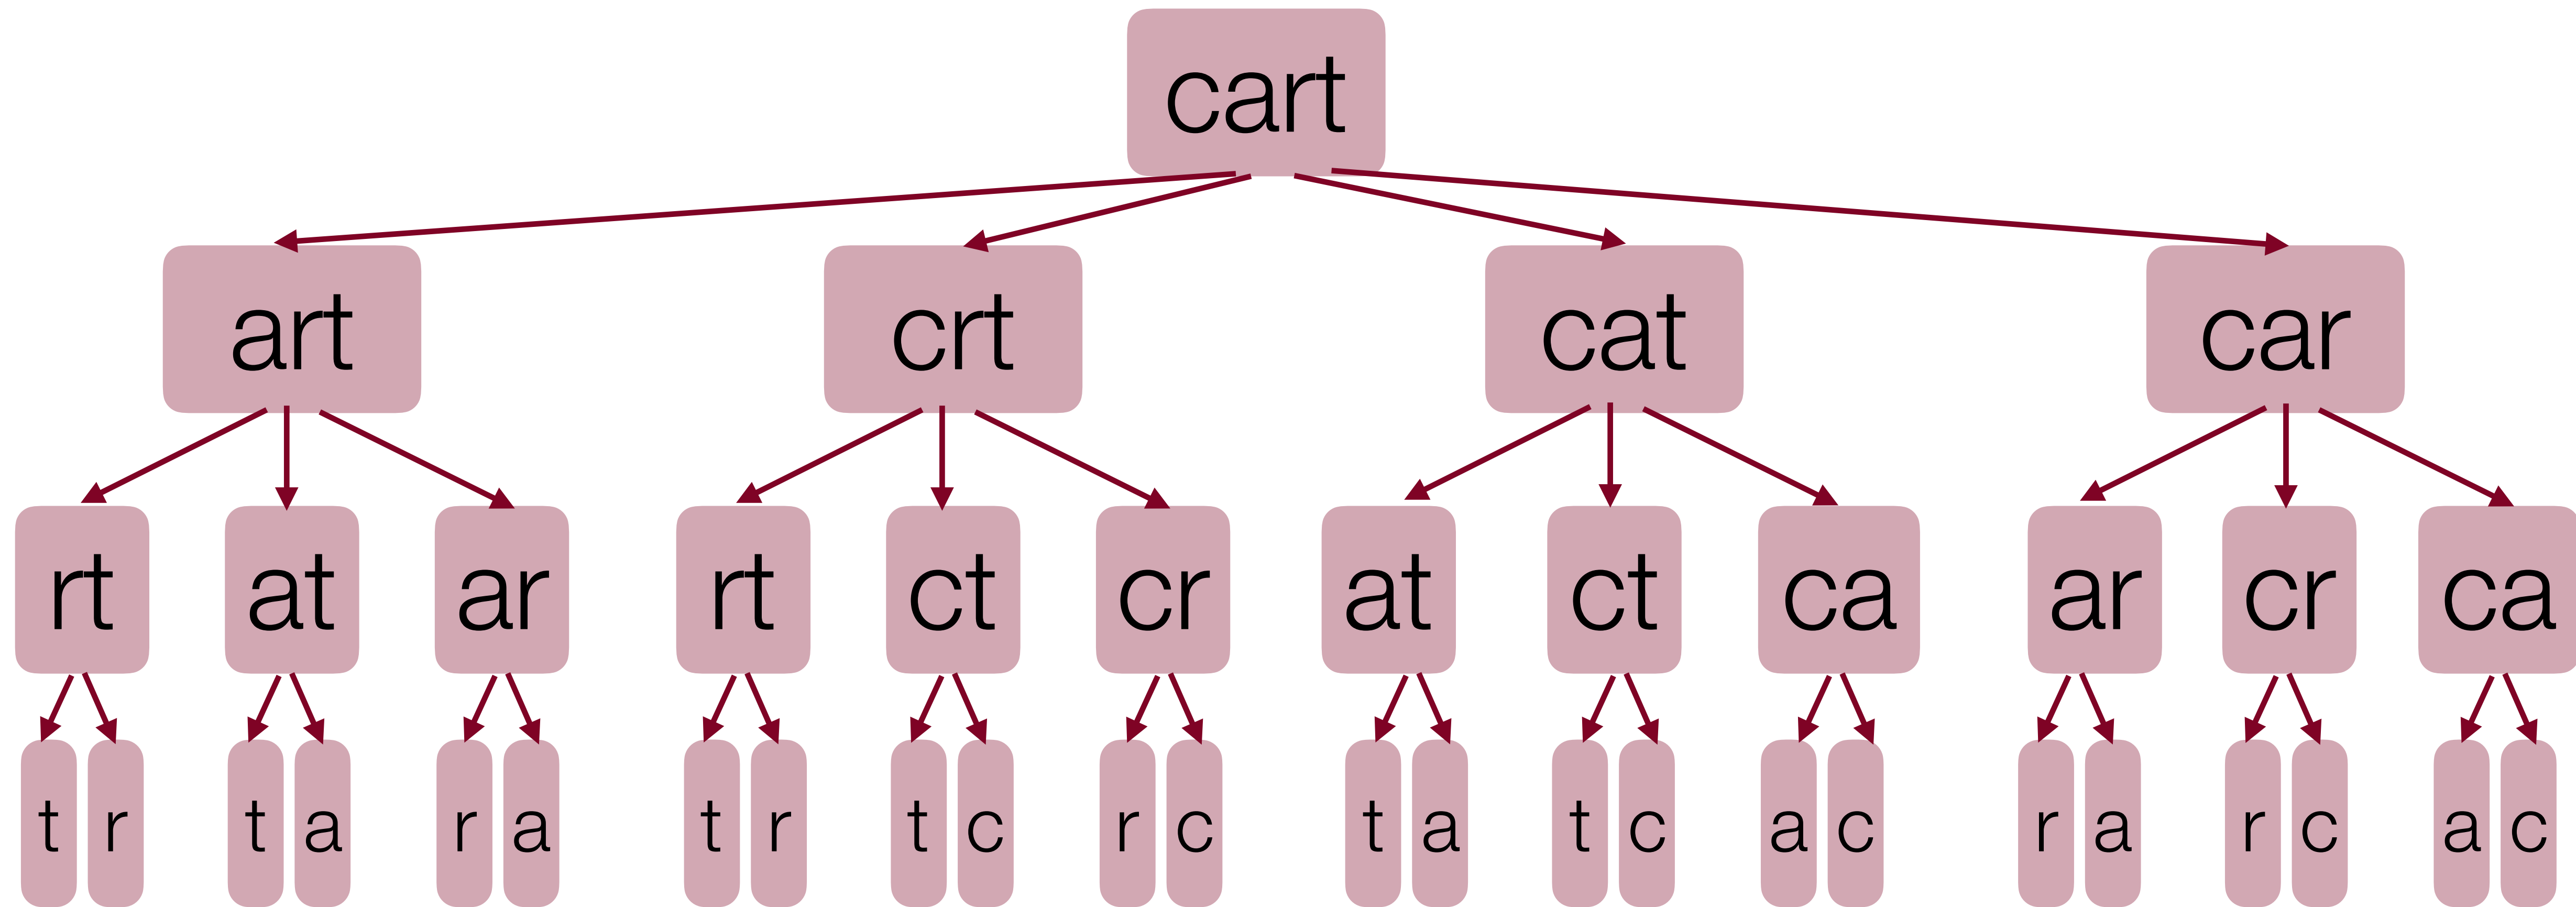 cart
art crt cat car
rt at ar rt ct cr at ct ca ar cr ca
t r t a r a t r t c r c t a t c a c r a r c a c